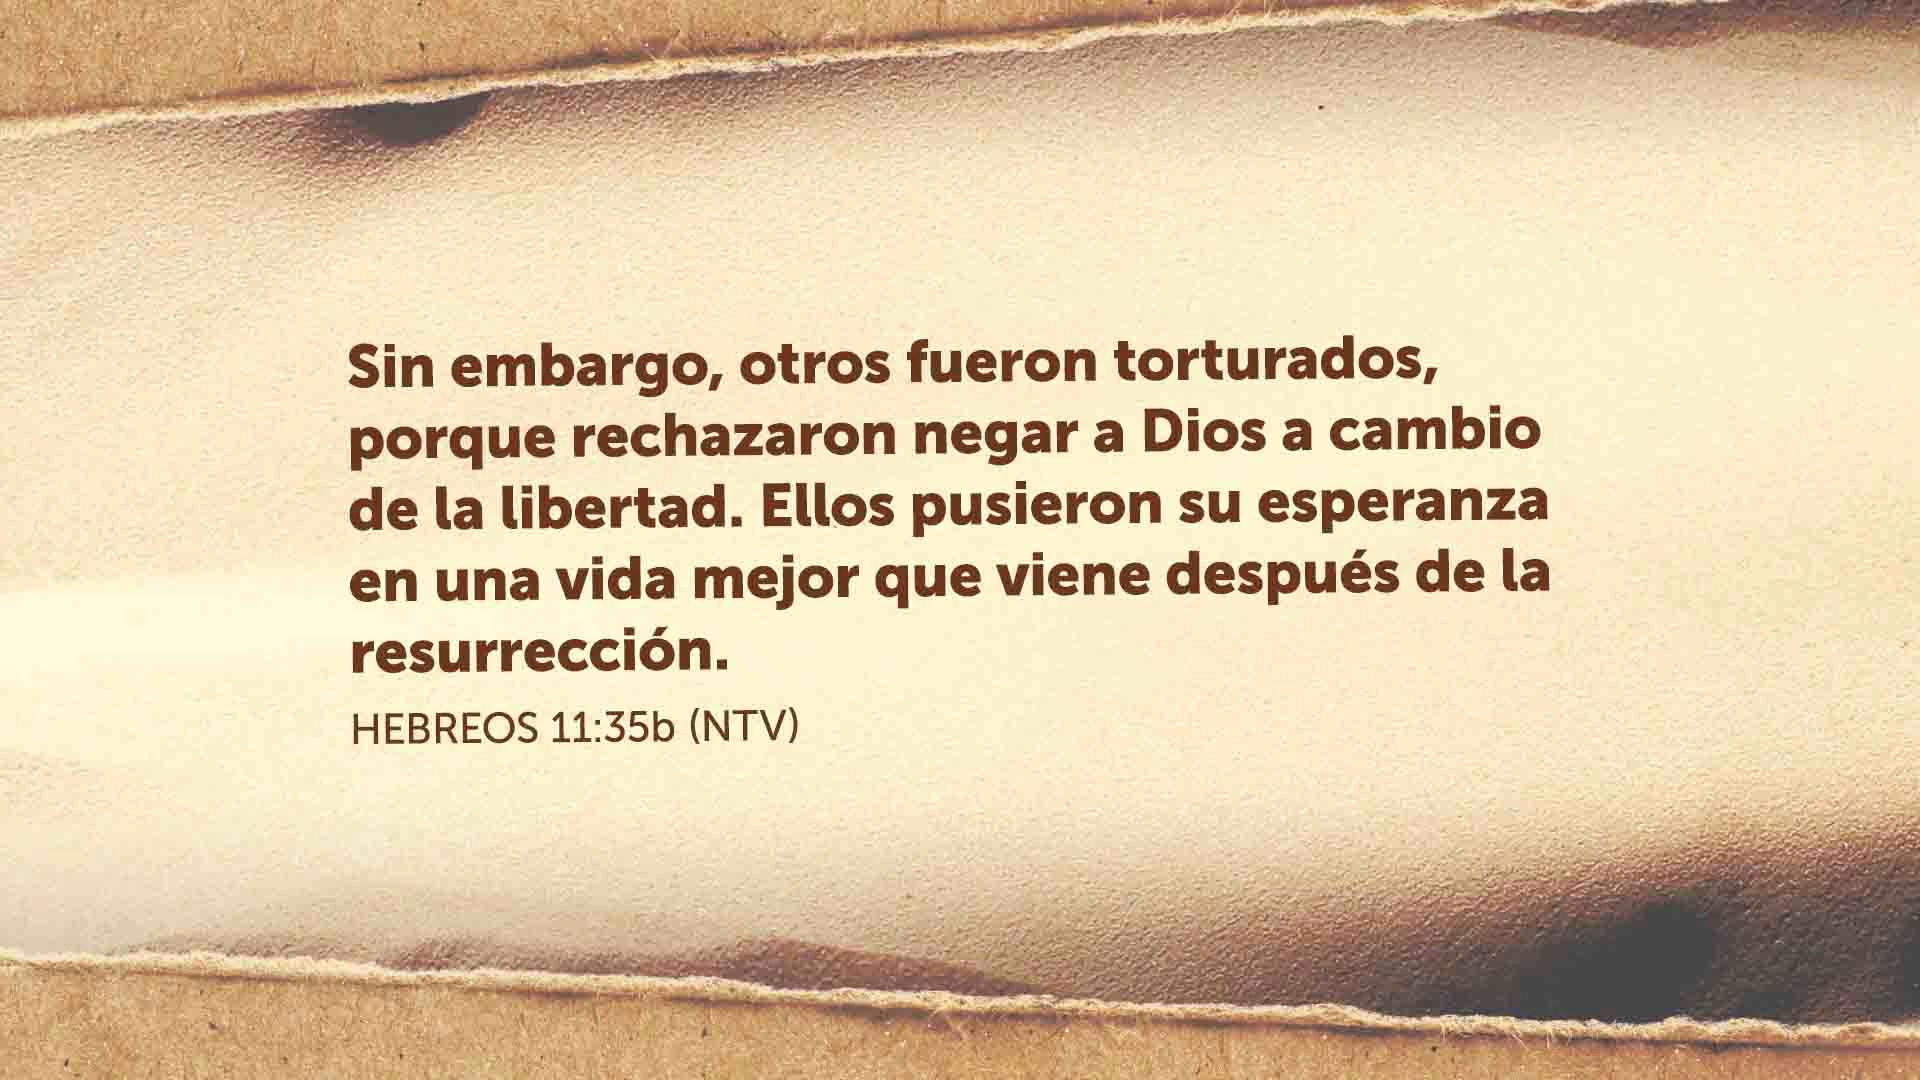 Sin embargo, otros fueron torturados,
porque rechazaron negar a Dios a cambio
de la libertad. Ellos pusieron su esperanza
en una vida mejor que viene después de la
resurrección.
HEBREOS 11:35b (NTV)